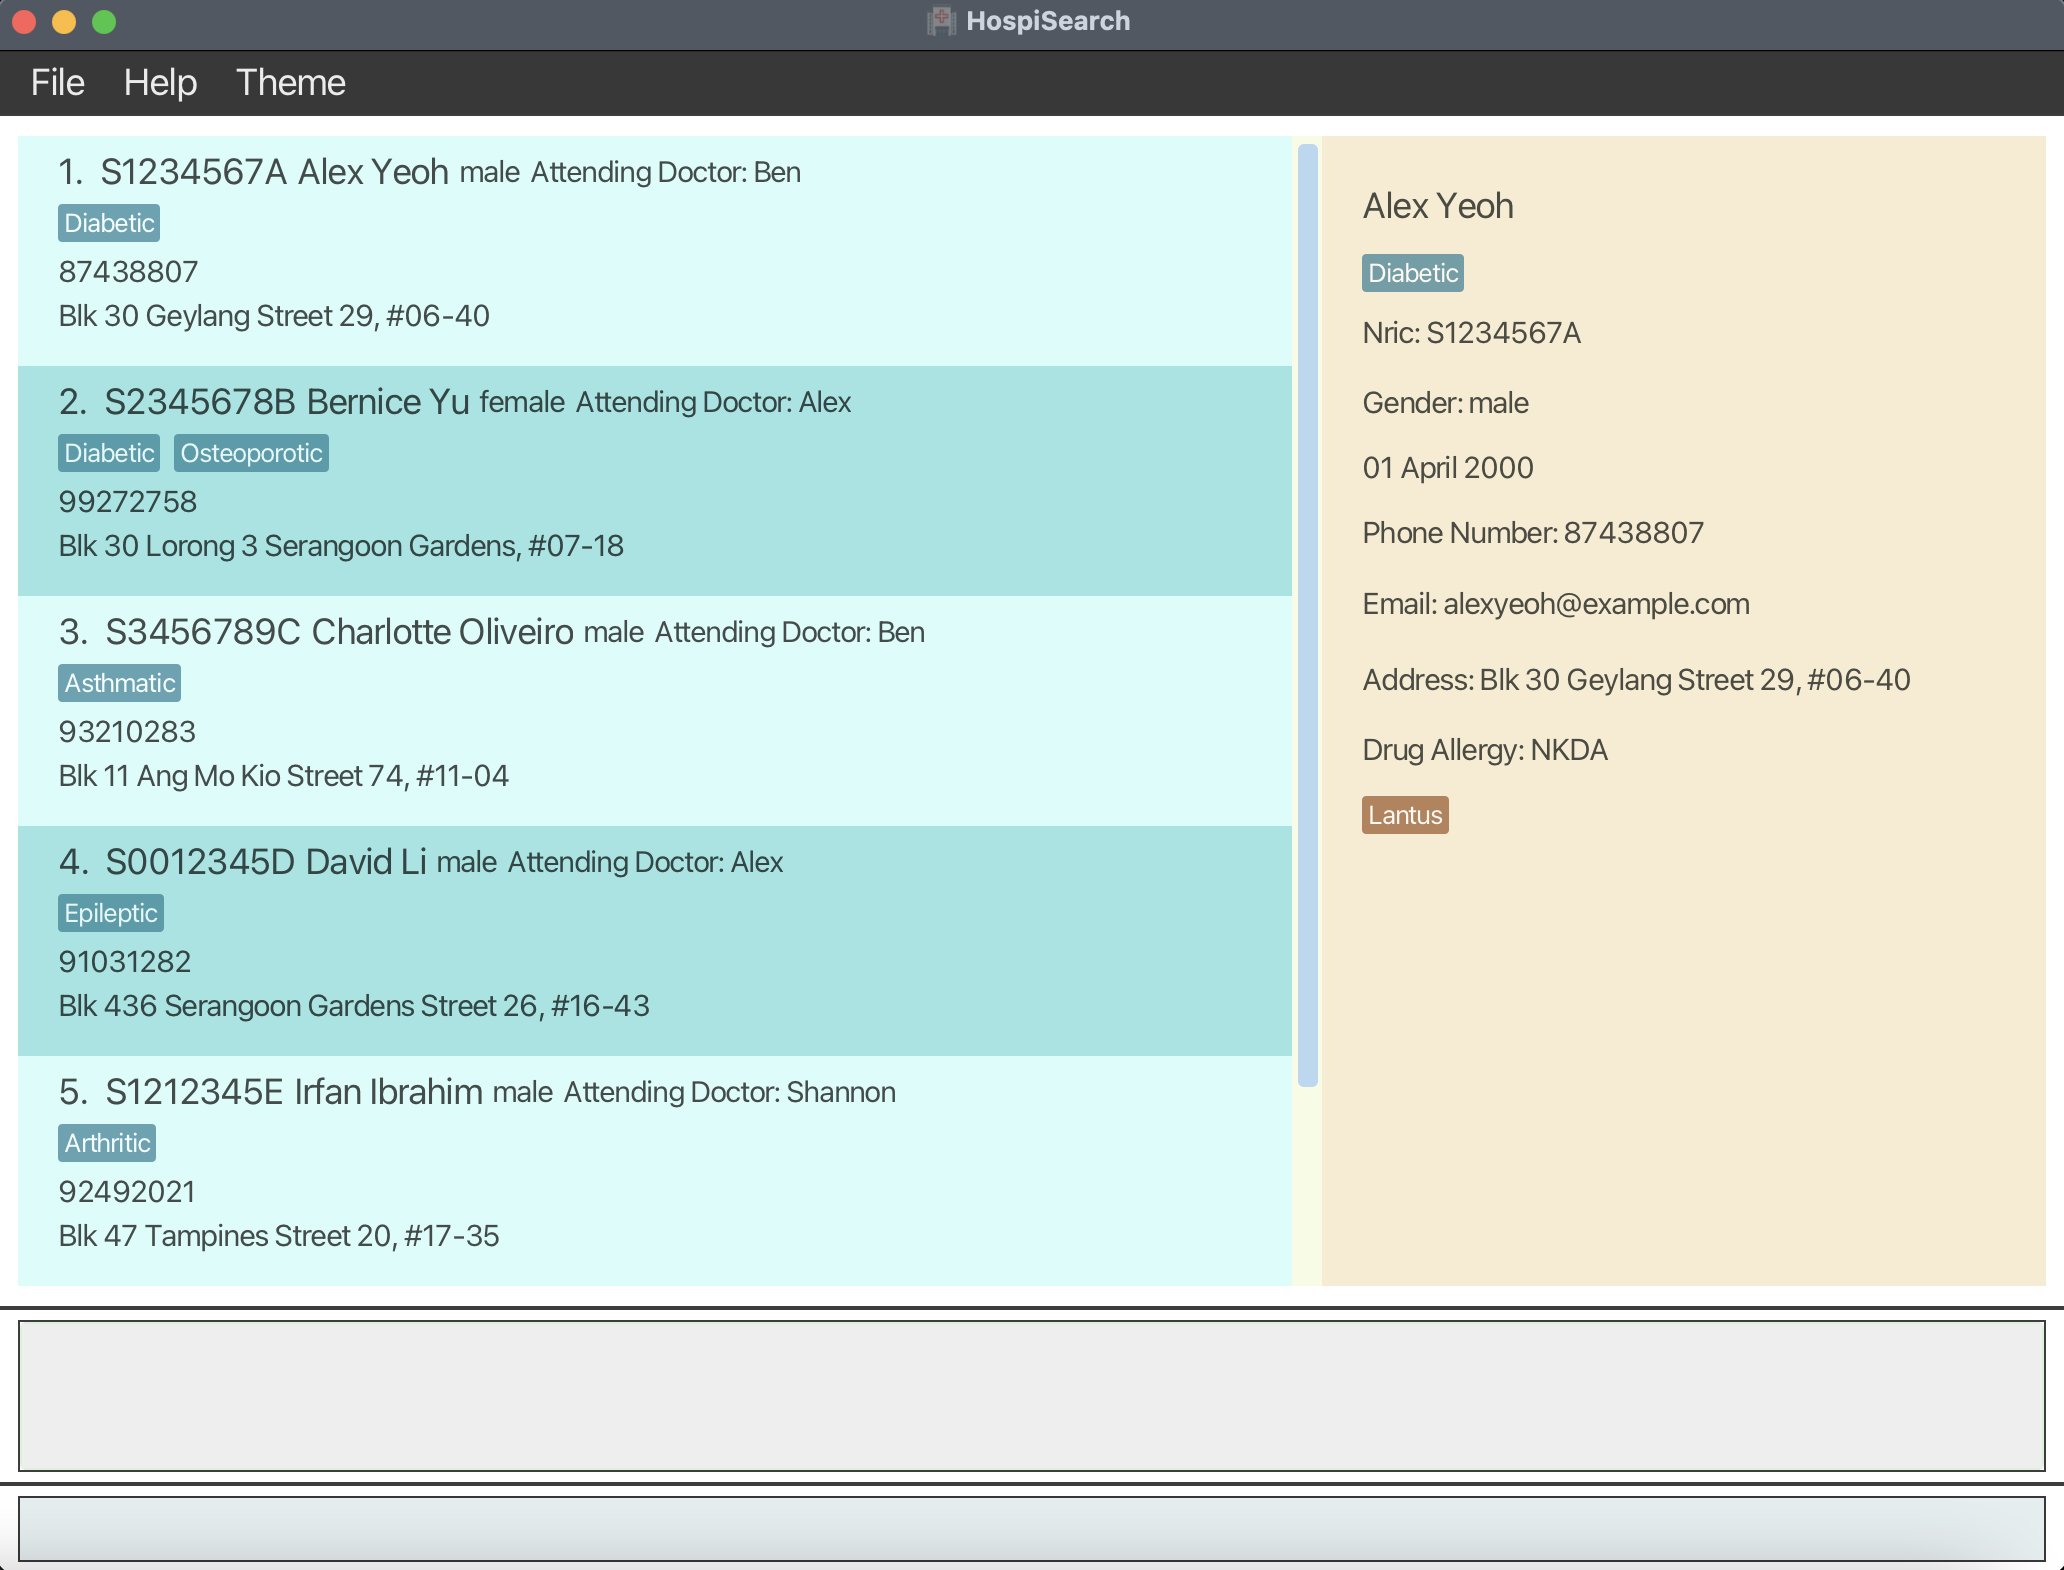 HospiSearch
File Help Theme
1. S1234567A Alex Yeoh male Attending Doctor: Ben
Diabetic
87438807
Blk 30 Geylang Street 29, #06-40
2. S2345678B Bernice Yu female Attending Doctor: Alex
Diabetic Osteoporotic
99272758
Blk 30 Lorong 3 Serangoon Gardens, #07-18
3. S3456789C Charlotte Oliveiro male Attending Doctor: Ben
Asthmatic
93210283
Blk 11 Ang Mo Kio Street 74, #11-04
4. S0012345D David Li male Attending Doctor: Alex
Epileptic
91031282
Blk 436 Serangoon Gardens Street 26, #16-43
5. S1212345E Irfan Ibrahim male Attending Doctor: Shannon
Arthritic
92492021
Blk 47 Tampines Street 20, #17-35
Alex Yeoh
Diabetic
Nric: S1234567A
Gender: male
01 April 2000
Phone Number: 87438807
Email: alexyeoh@example.com
Address: Blk 30 Geylang Street 29, #06-40
Drug Allergy: NKDA
Lantus